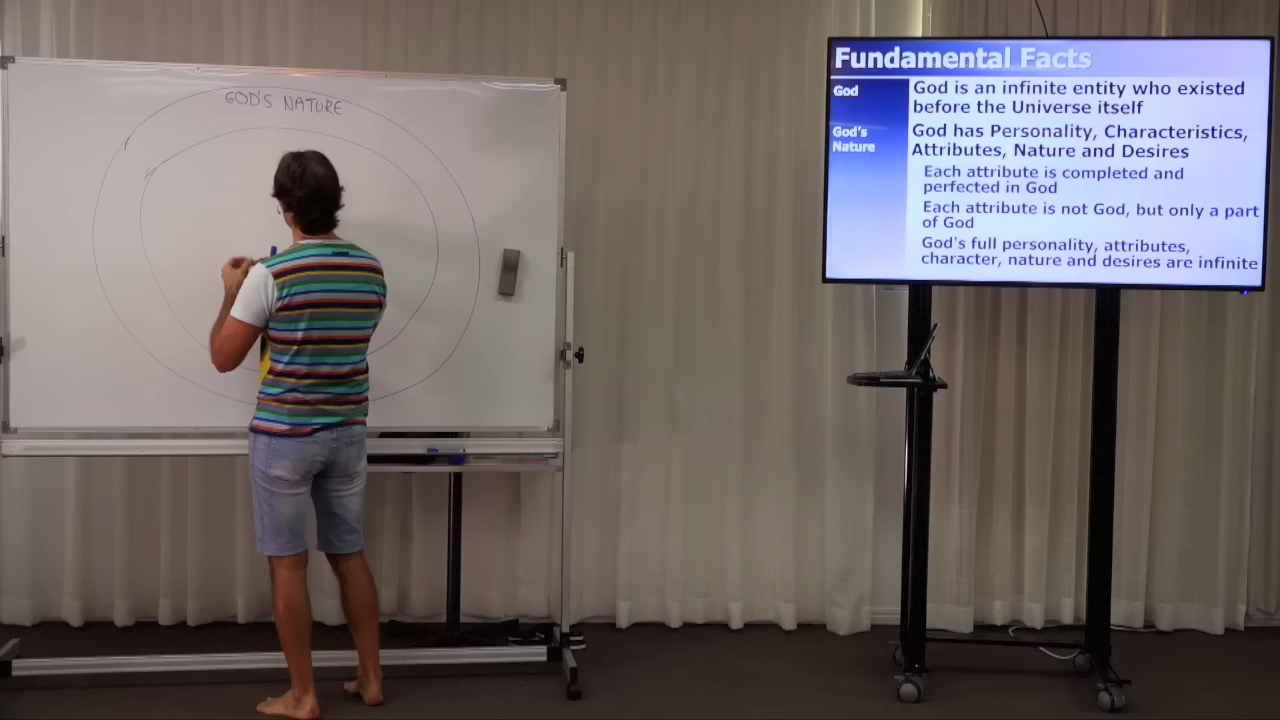 GOD'S NATURE
Fundamental Facts
God
God is an infinite entity who existed
before the Universe itself
God's
Nature
God has Personality, Characteristics,
Attributes, Nature and Desires
Each attribute is completed and
perfected in God
Each attribute is not God, but only a part
of God
God's full personality, attributes,
character, nature and desires are infinite